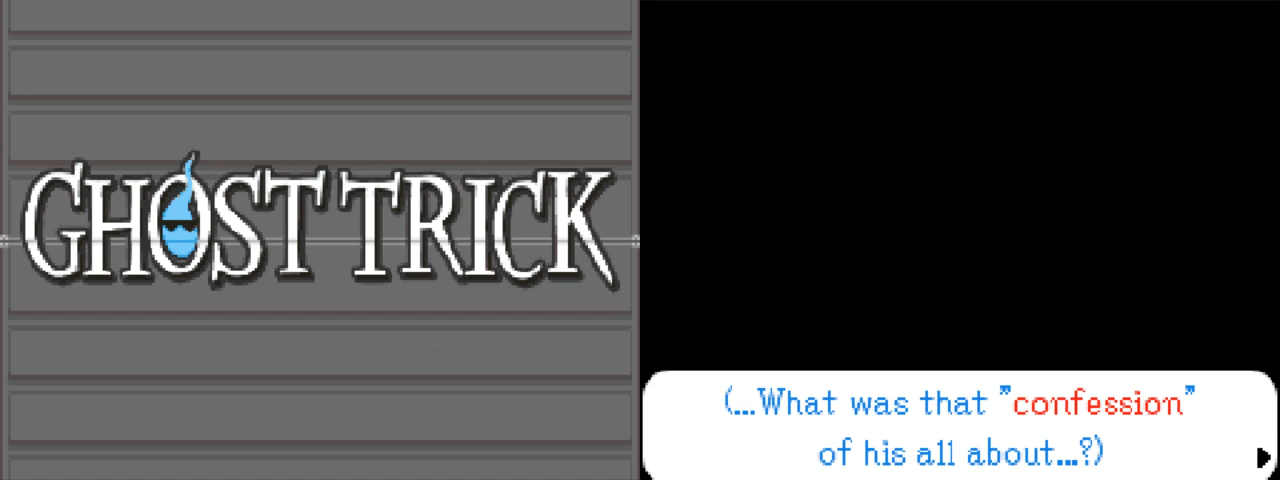 GHOST TRICK
(...What was that "confession"
of his all about...?)